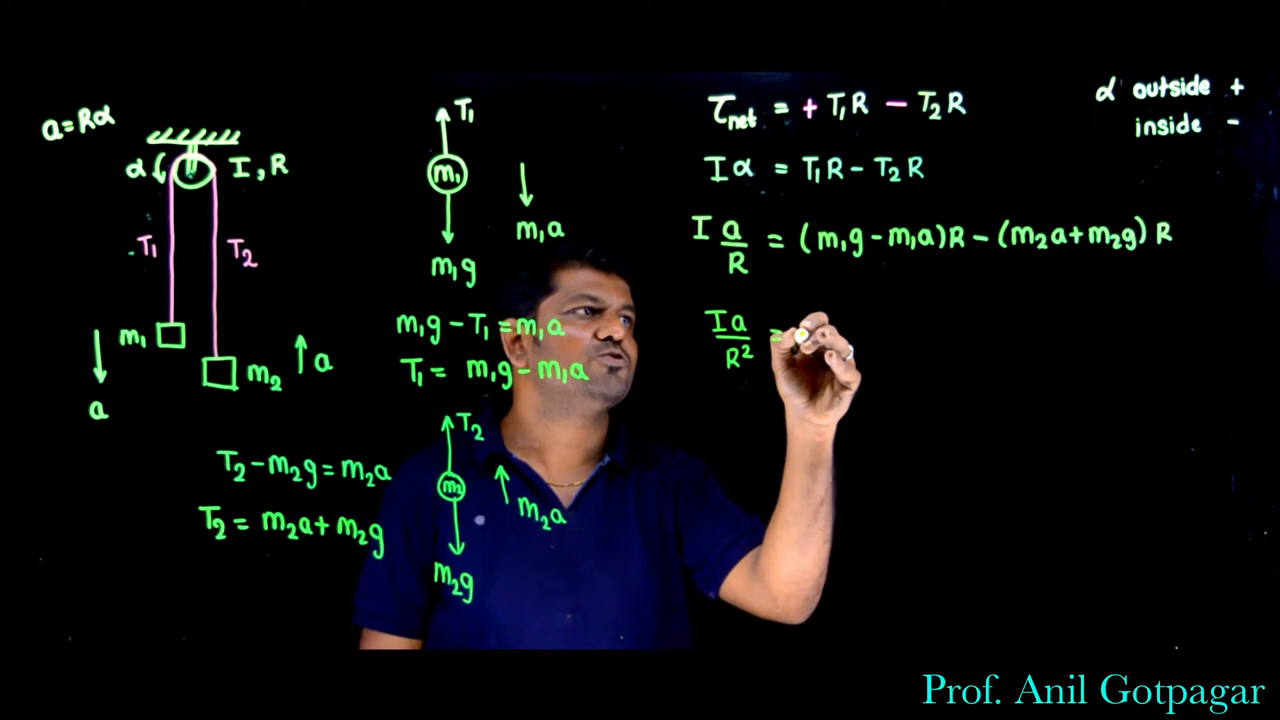 a=Rα
α I, R
T₁ T₂
m₁
m₂ a
a
T₂-m₂g=m₂a
T₂ = m₂a+m₂g
T₁
m₁
m₁a
m₁g
m₁g - T₁ = m₁a
T₁ = m₁g - m₁a
T₂
m₂
m₂a
m₂g
τnet = + T₁R - T₂R
Iα = T₁R - T₂R
I a/R = (m₁g - m₁a)R - (m₂a+m₂g) R
Ia/R² =
α outside +
inside -
Prof. Anil Gotpagar